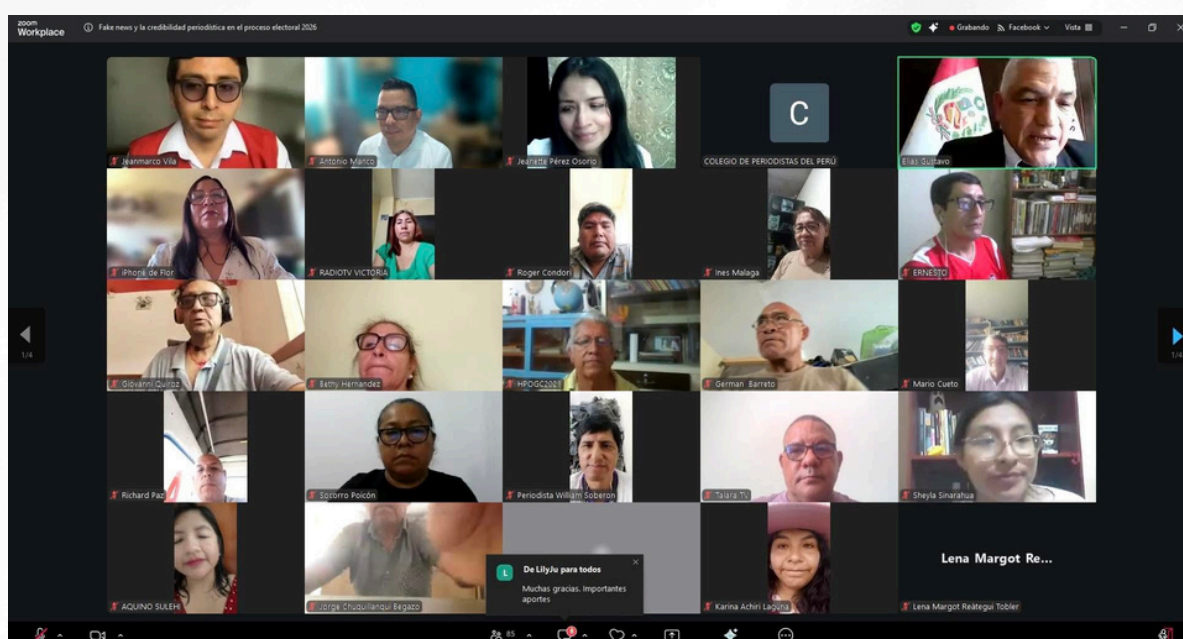 zoom
Workplace
Fake news y la credibilidad periodística en el proceso electoral 2026
Grabando
Facebook
Vista
Jeanmarco Vila
Antonio Manco
Jeanette Pérez Osorio
C
COLEGIO DE PERIODISTAS DEL PERÚ
Elias Gustavo
iPhone de Flor
RADIOTV VICTORIA
Roger Condori
Ines Malaga
ERNESTO
1/4
1/4
Giovanni Quiroz
Bethy Hernandez
HPOGC2021
German Barreto
Mario Cueto
Richard Paz
Socorro Poicón
Periodista William Soberon
Talara Tv
Sheyla Sinarahua
AQUINO SULEHI
Jorge Chuquillanqui Begazo
L
De LilyJu para todos
Muchas gracias. Importantes
aportes
Karina Achiri Laguna
Lena Margot Re...
Lena Margot Reátegui Tobler
85